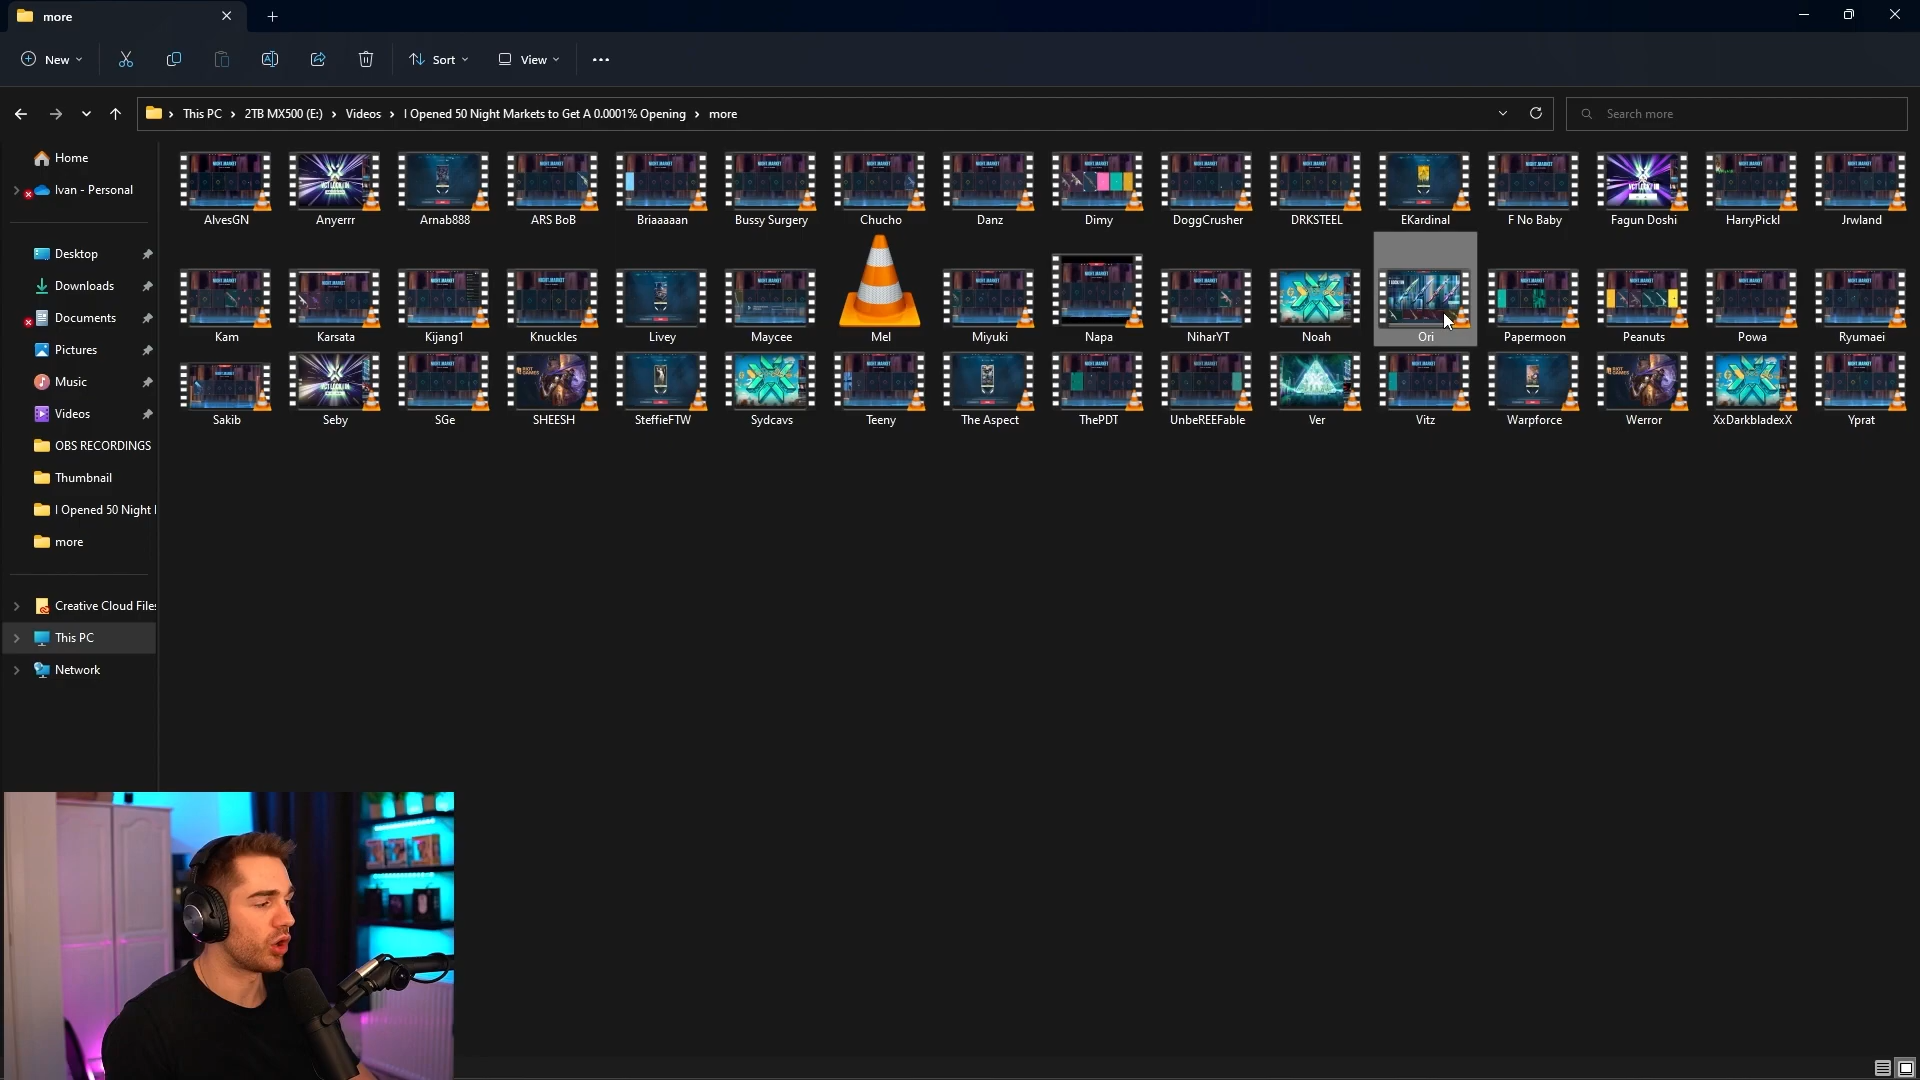 more
New
Sort
View
This PC > 2TB MX500 (E:) > Videos > I Opened 50 Night Markets to Get A 0.0001% Opening > more
Search more
Home
Ivan - Personal
Desktop
Downloads
Documents
Pictures
Music
Videos
OBS RECORDINGS
Thumbnail
I Opened 50 Night
more
Creative Cloud Files
This PC
Network
AlvesGN
Anyerrr
Arnab888
ARS BoB
Briaaaaan
Bussy Surgery
Chucho
Danz
Dimy
DoggCrusher
DRKSTEEL
EKardinal
F No Baby
Fagun Doshi
HarryPickl
Jrwland
Kam
Karsata
Kijang1
Knuckles
Livey
Maycee
Mel
Miyuki
Napa
NiharYT
Noah
Ori
Papermoon
Peanuts
Powa
Ryumaei
Sakib
Seby
SGe
SHEESH
SteffieFTW
Sydcavs
Teeny
The Aspect
ThePDT
UnbeREEFable
Ver
Vitz
Warpforce
Werror
XxDarkbladexX
Yprat